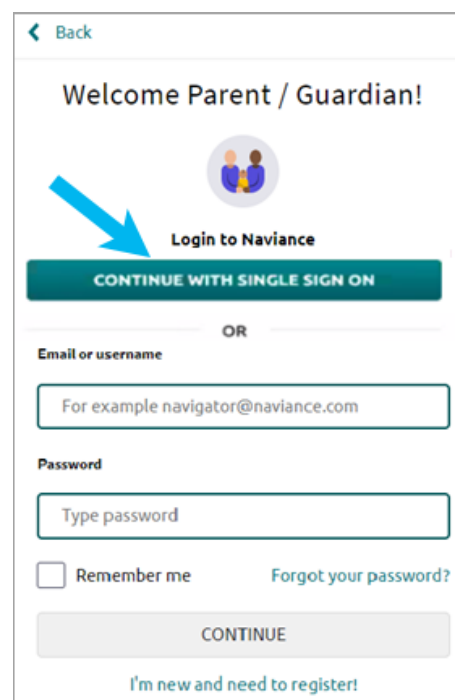 Back
Welcome Parent / Guardian!
Login to Naviance
CONTINUE WITH SINGLE SIGN ON
OR
Email or username
For example navigator@naviance.com
Password
Type password
Remember me Forgot your password?
CONTINUE
I'm new and need to register!